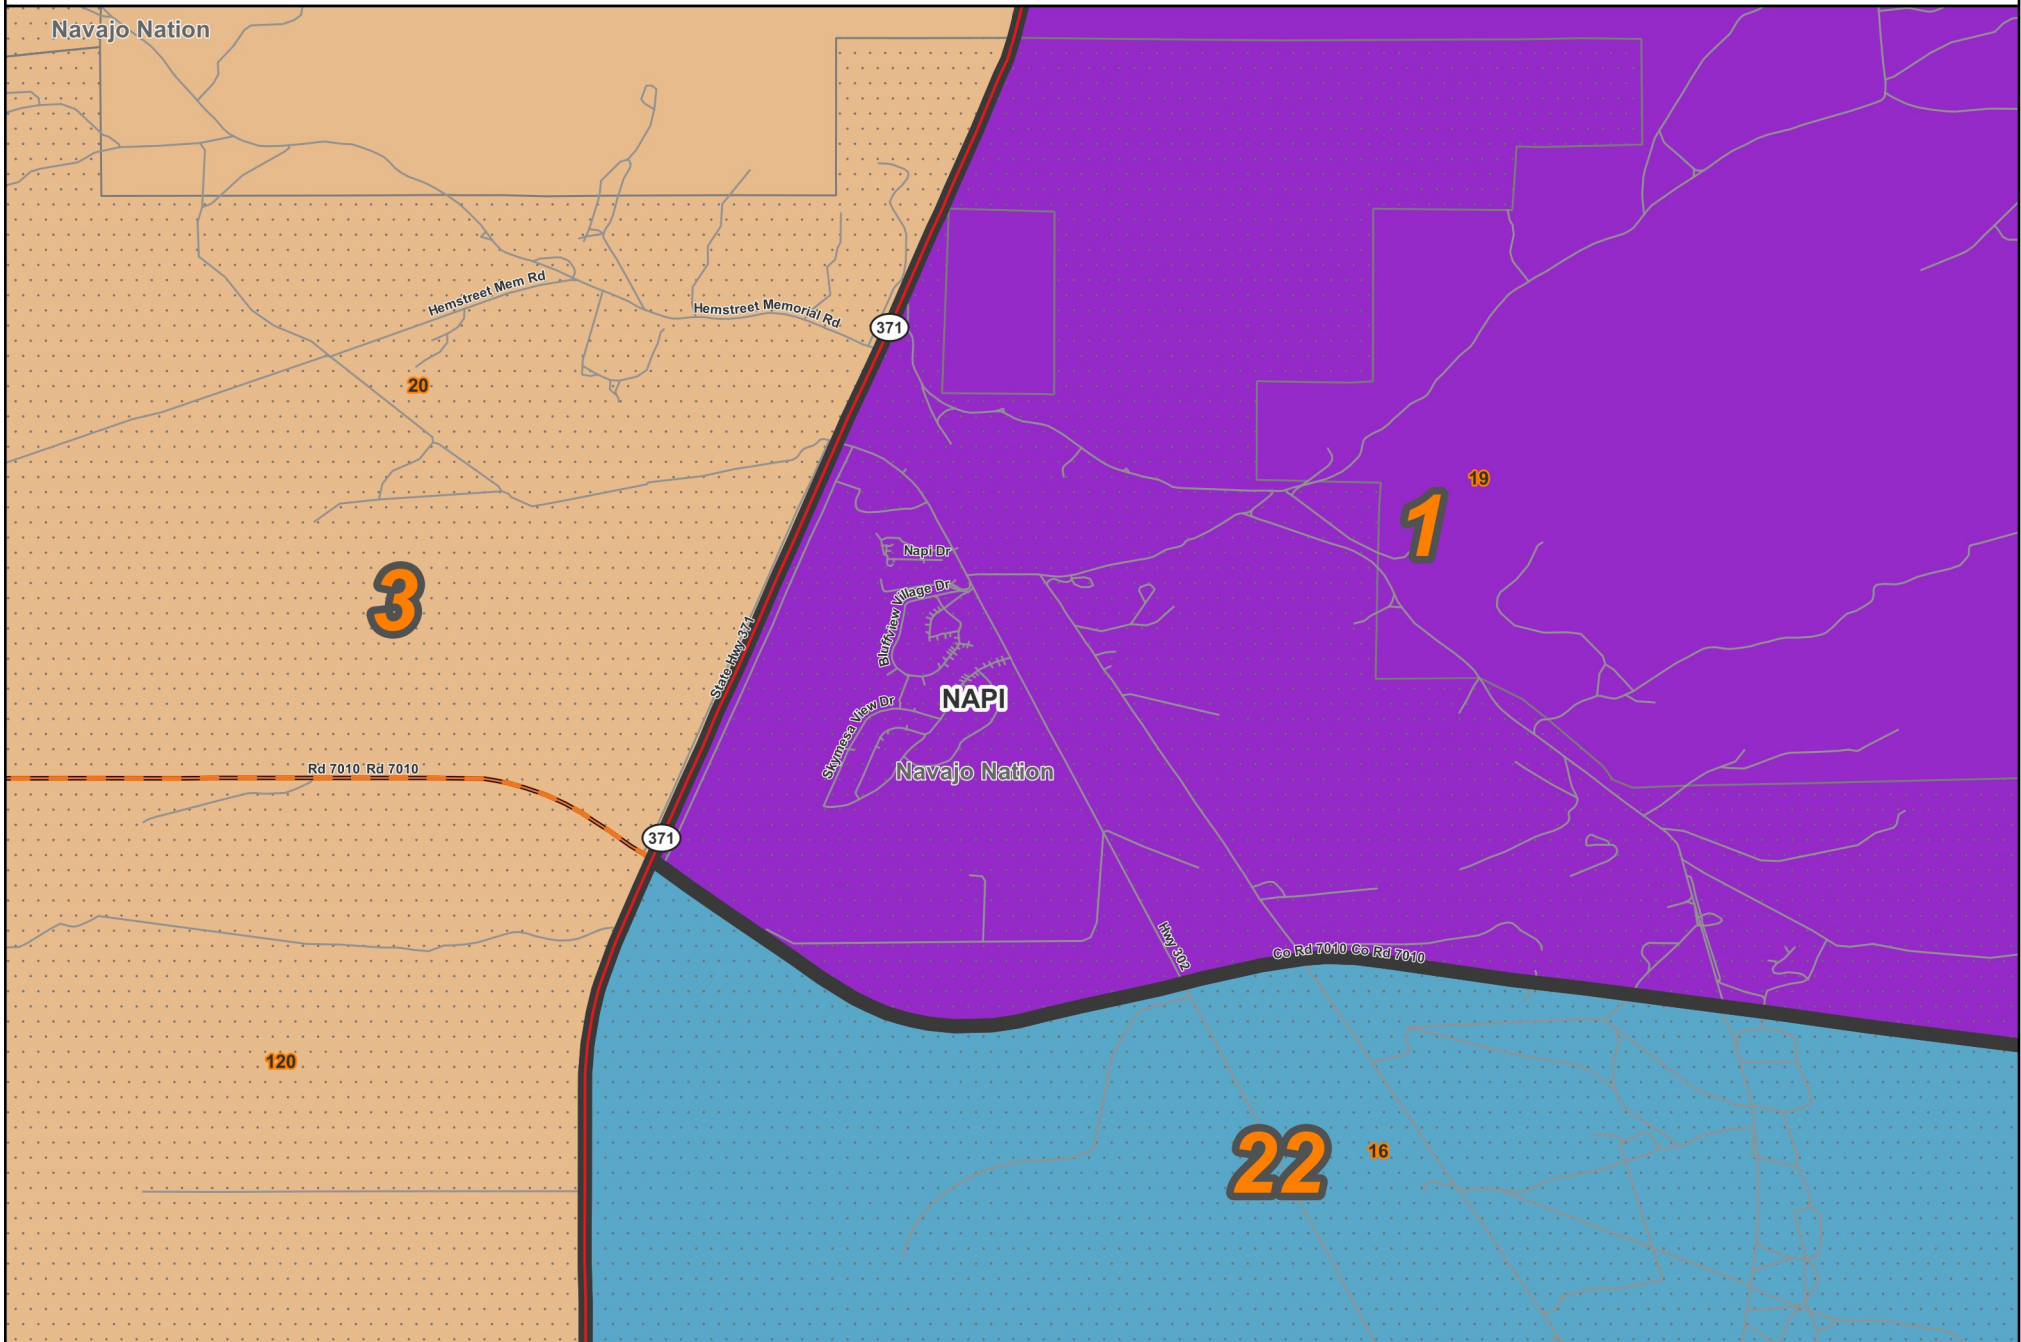 Navajo Nation
Hemstreet Mem Rd
Hemstreet Memorial Rd
371
20
19
1
Napi Dr
3
Bluffview Village Dr
State Hwy 371
NAPI
Skymesa View Dr
Navajo Nation
Rd 7010 Rd 7010
371
Hwy 302
Co Rd 7010 Co Rd 7010
120
22
16